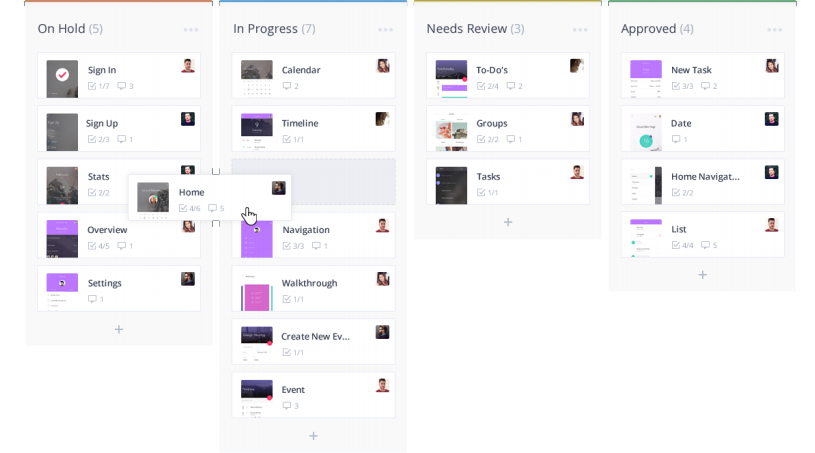 On Hold (5)
Sign In
1/7 3
Sign Up
2/3 1
Stats
2/2
Overview
4/5 1
Settings
1
+
Home
4/6 5
In Progress (7)
Calendar
2
Timeline
1/1
Navigation
3/3 1
Walkthrough
1/1
Create New Ev...
1/1
Event
3
+
Needs Review (3)
To-Do's
2/4 2
Groups
2/2 1
Tasks
1/1
+
Approved (4)
New Task
3/3 2
Date
1
Home Navigat...
2/2
List
4/4 5
+